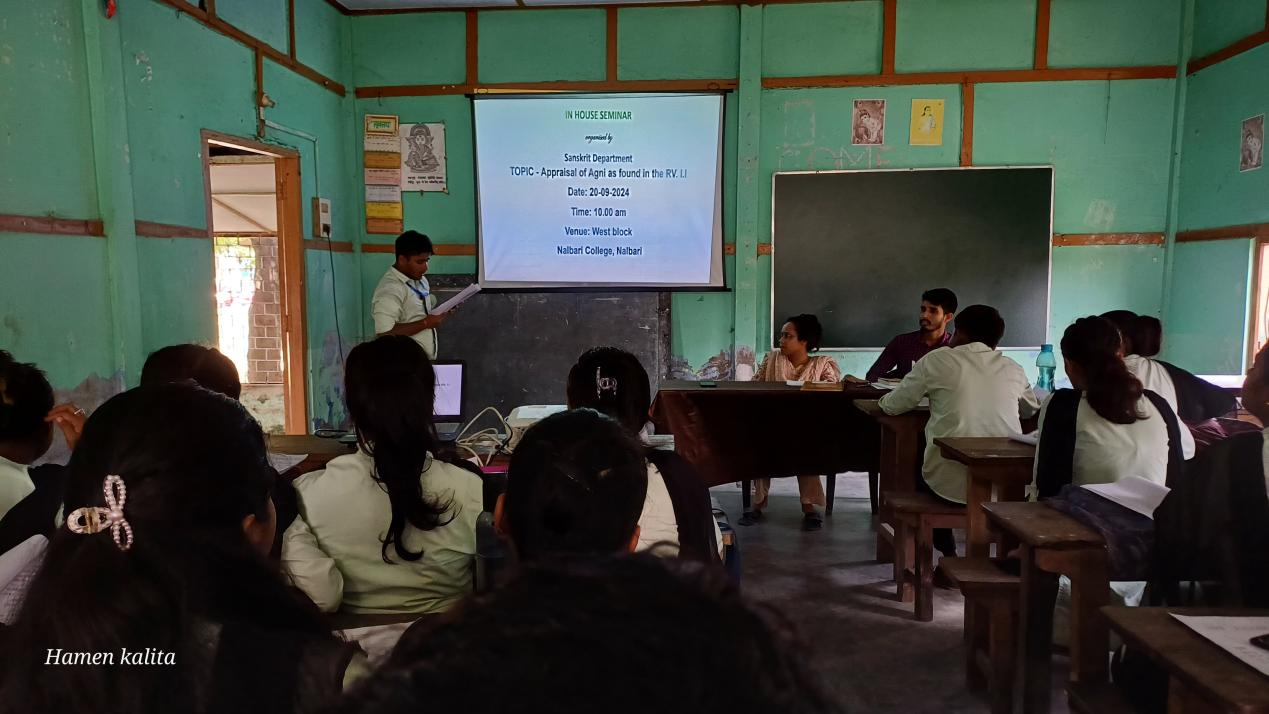 IN HOUSE SEMINAR
organised by
Sanskrit Department
TOPIC - Appraisal of Agni as found in the RV. I.I
Date: 20-09-2024
Time: 10.00 am
Venue: West block
Nalbari College, Nalbari
Hamen kalita